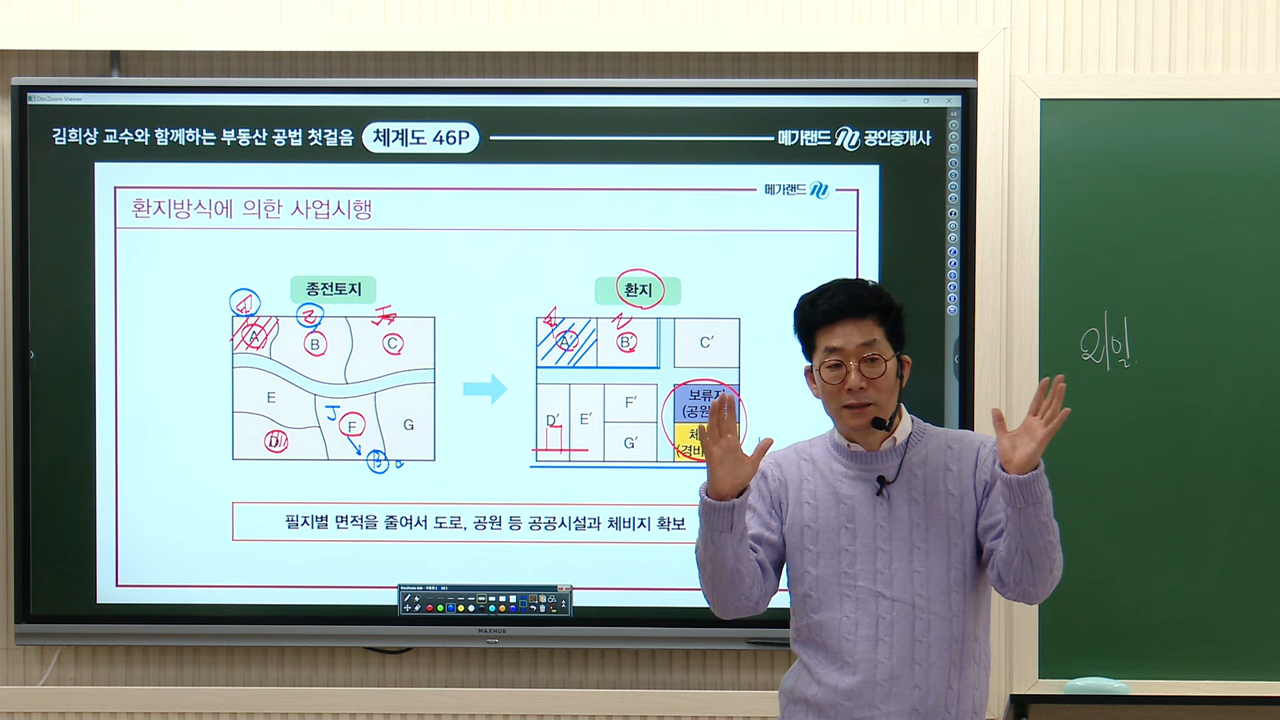 DocZoom Viewer
김희상 교수와 함께하는 부동산 공법 첫걸음 체계도 46P
메가랜드 공인중개사
메가랜드
환지방식에 의한 사업시행
종전토지
환지
A
B
C
E
D
F
G
J
B
A′
B′
C′
D′
E′
F′
G′
보류지
(공원
체
(경비
필지별 면적을 줄여서 도로, 공원 등 공공시설과 체비지 확보
MAXHUB